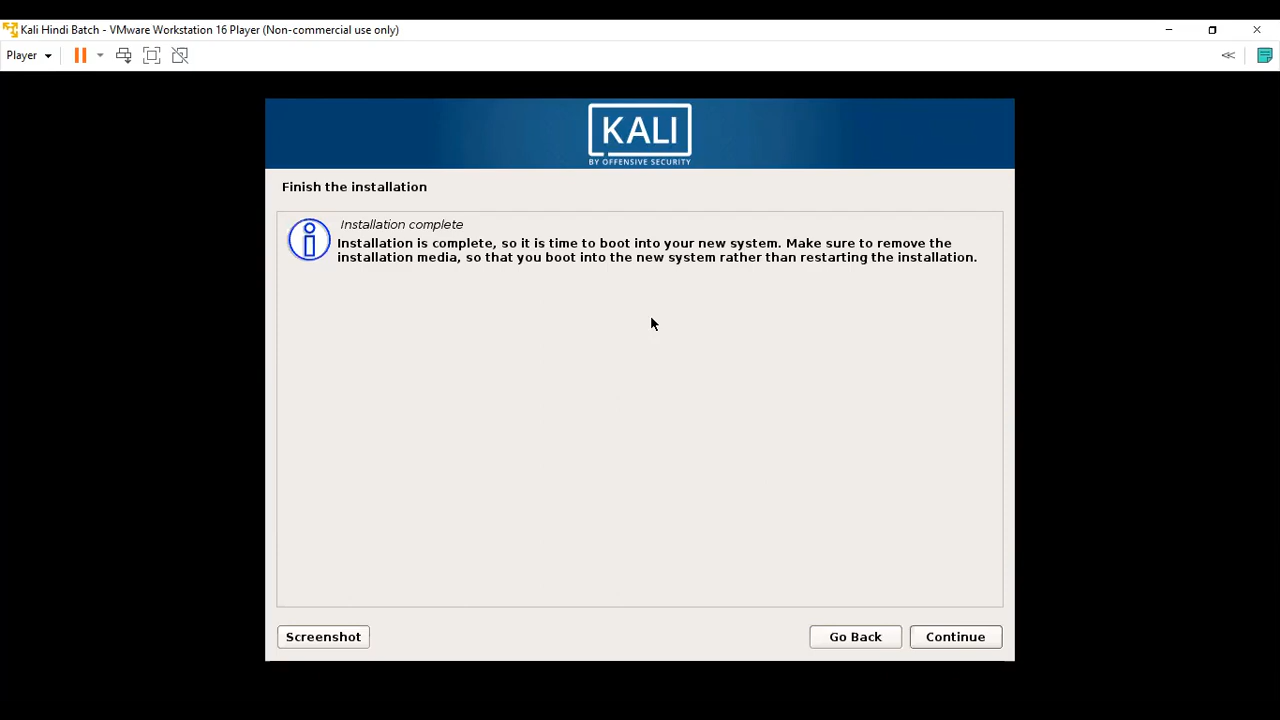 Kali Hindi Batch - VMware Workstation 16 Player (Non-commercial use only)
Player
KALI
BY OFFENSIVE SECURITY
Finish the installation
Installation complete
Installation is complete, so it is time to boot into your new system. Make sure to remove the
installation media, so that you boot into the new system rather than restarting the installation.
Screenshot
Go Back
Continue